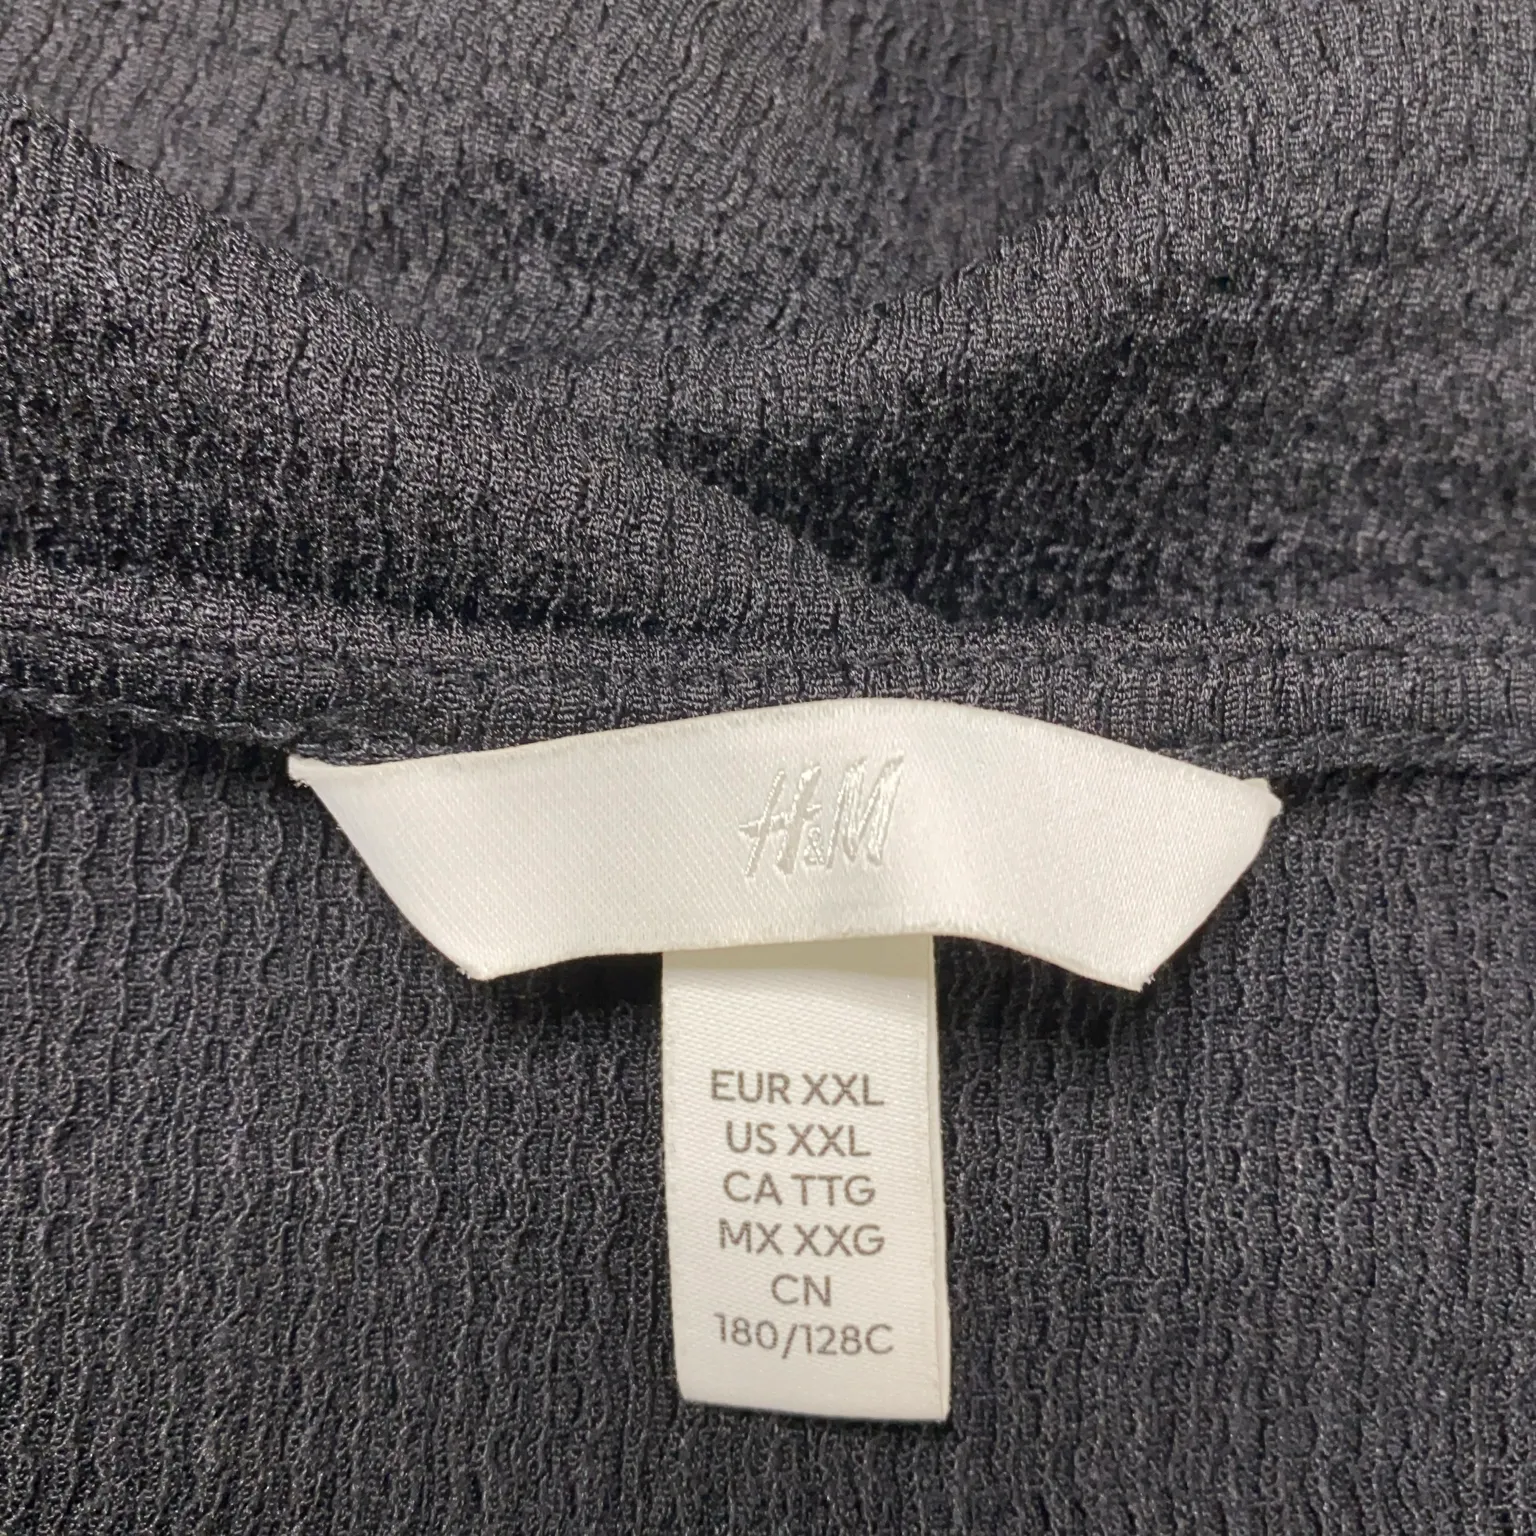 H&M
EUR XXL
US XXL
CA TTG
MX XXG
CN
180/128C